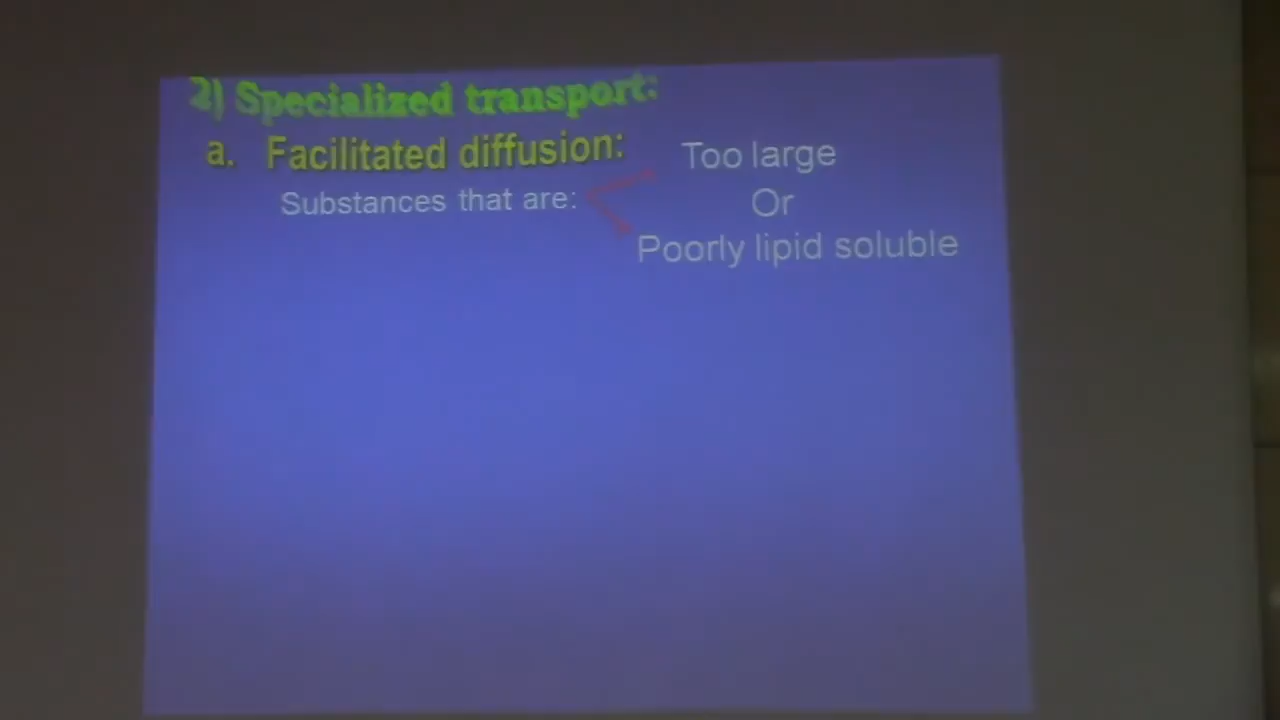 2) Specialized transport:
a. Facilitated diffusion:
Substances that are:
Too large
Or
Poorly lipid soluble